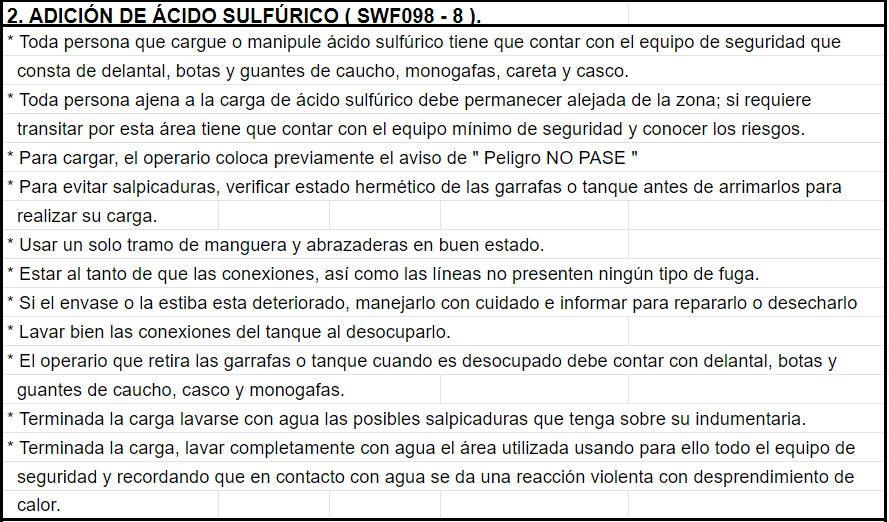 2. ADICIÓN DE ÁCIDO SULFÚRICO ( SWF098 - 8 ).
* Toda persona que cargue o manipule ácido sulfúrico tiene que contar con el equipo de seguridad que
consta de delantal, botas y guantes de caucho, monogafas, careta y casco.
* Toda persona ajena a la carga de ácido sulfúrico debe permanecer alejada de la zona; si requiere
transitar por esta área tiene que contar con el equipo mínimo de seguridad y conocer los riesgos.
* Para cargar, el operario coloca previamente el aviso de " Peligro NO PASE "
* Para evitar salpicaduras, verificar estado hermético de las garrafas o tanque antes de arrimarlos para
realizar su carga.
* Usar un solo tramo de manguera y abrazaderas en buen estado.
* Estar al tanto de que las conexiones, así como las líneas no presenten ningún tipo de fuga.
* Si el envase o la estiba esta deteriorado, manejarlo con cuidado e informar para repararlo o desecharlo
* Lavar bien las conexiones del tanque al desocuparlo.
* El operario que retira las garrafas o tanque cuando es desocupado debe contar con delantal, botas y
guantes de caucho, casco y monogafas.
* Terminada la carga lavarse con agua las posibles salpicaduras que tenga sobre su indumentaria.
* Terminada la carga, lavar completamente con agua el área utilizada usando para ello todo el equipo de
seguridad y recordando que en contacto con agua se da una reacción violenta con desprendimiento de
calor.